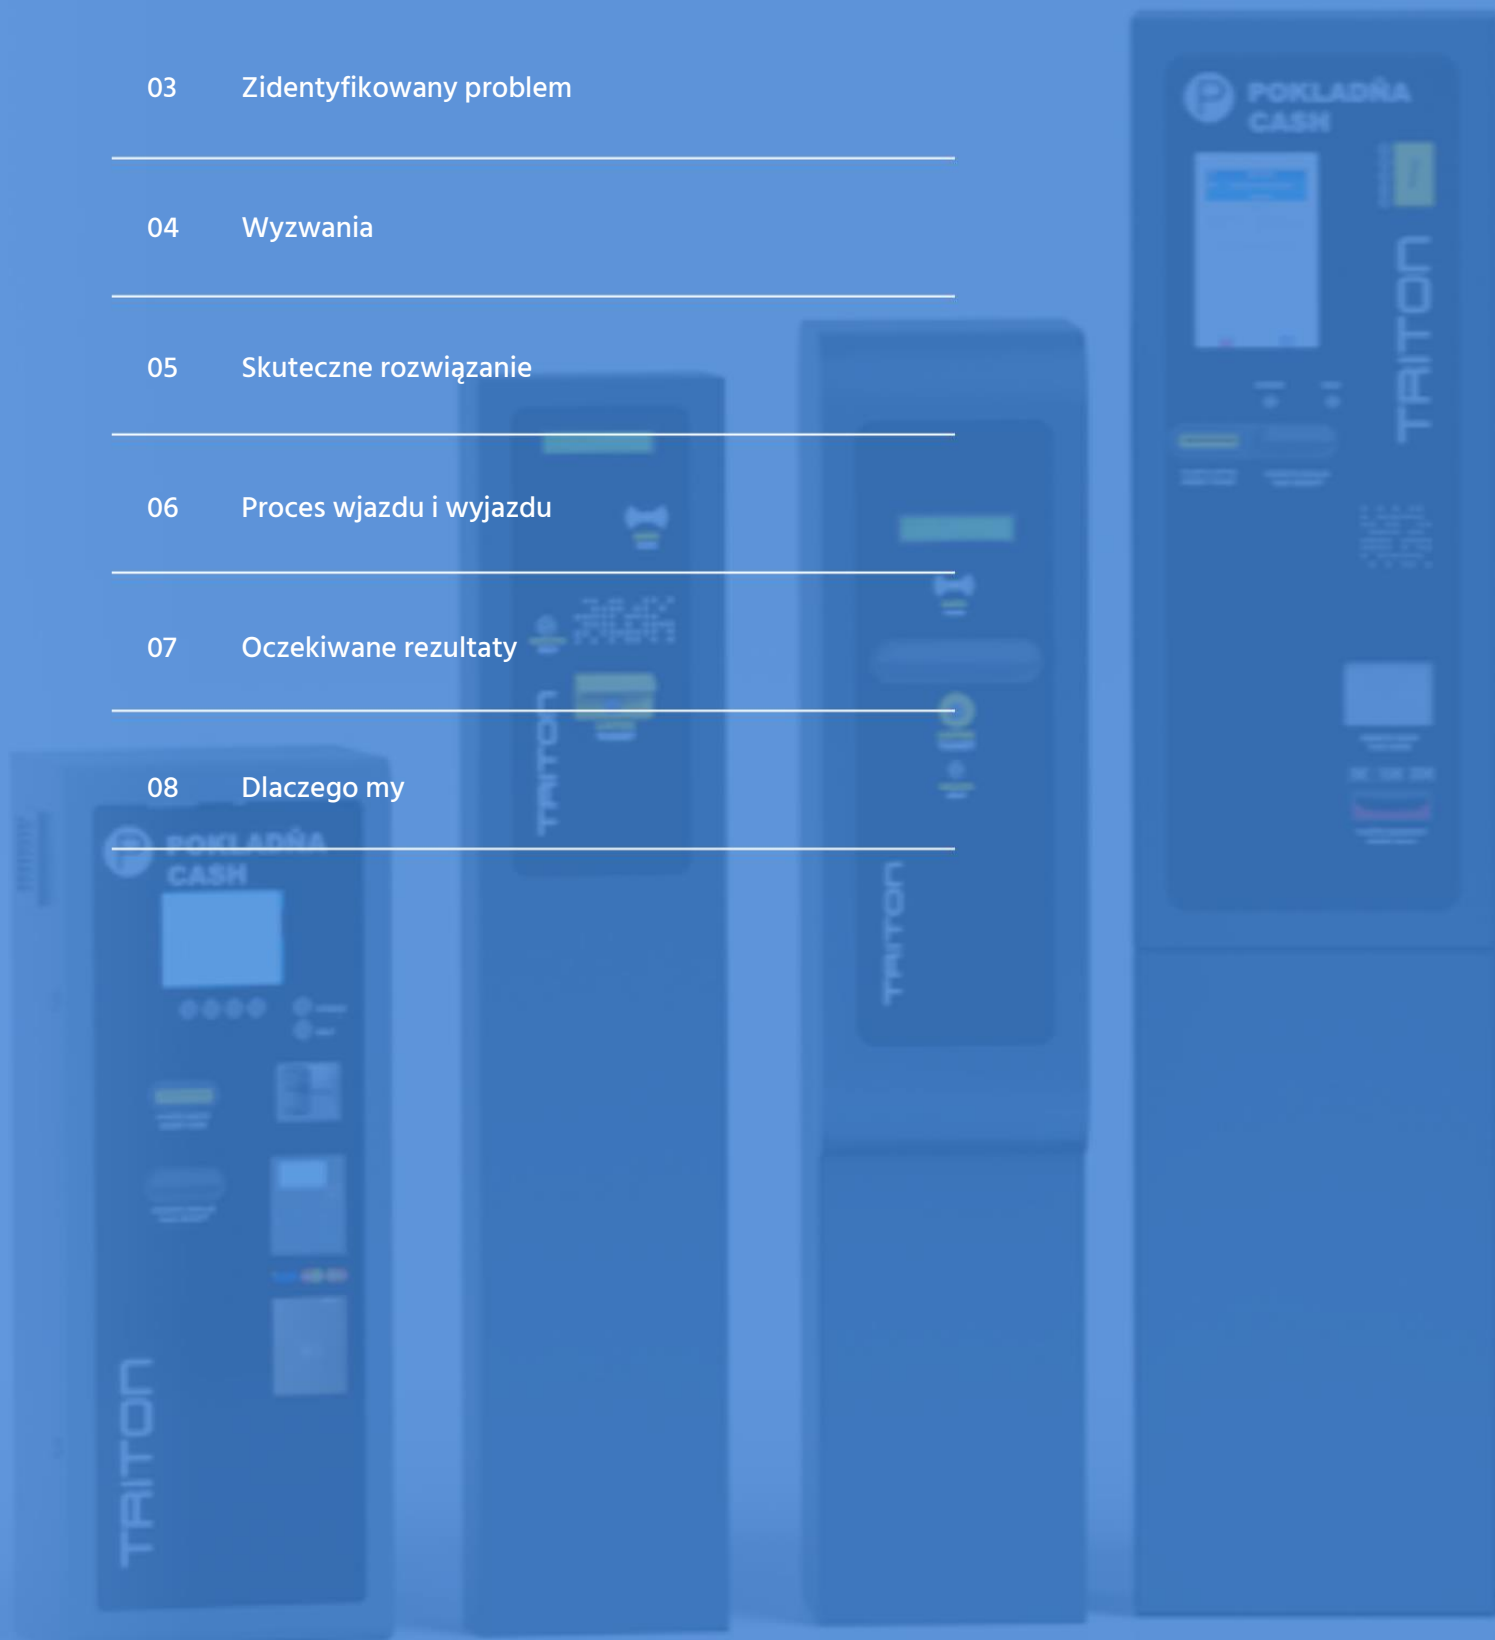 03 Zidentyfikowany problem
04 Wyzwania
05 Skuteczne rozwiązanie
06 Proces wjazdu i wyjazdu
07 Oczekiwane rezultaty
08 Dlaczego my
P POKLADŇA
CASH
TRITON
TRITON
TRITON
P POKLADŇA
CASH
TRITON